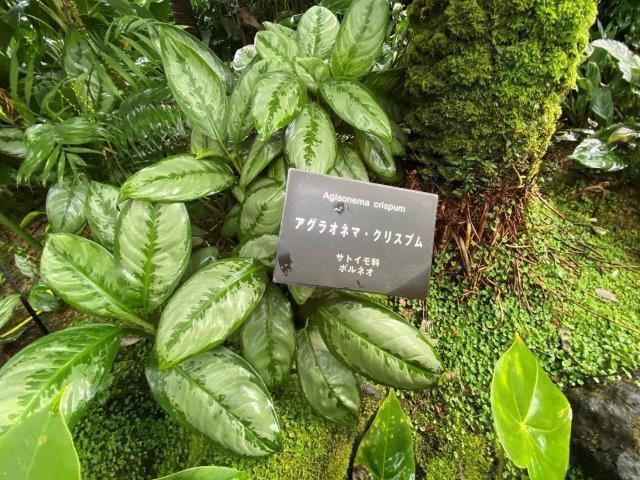 Aglaonema crispum
アグラオネマ・クリスプム
サトイモ科
ボルネオ